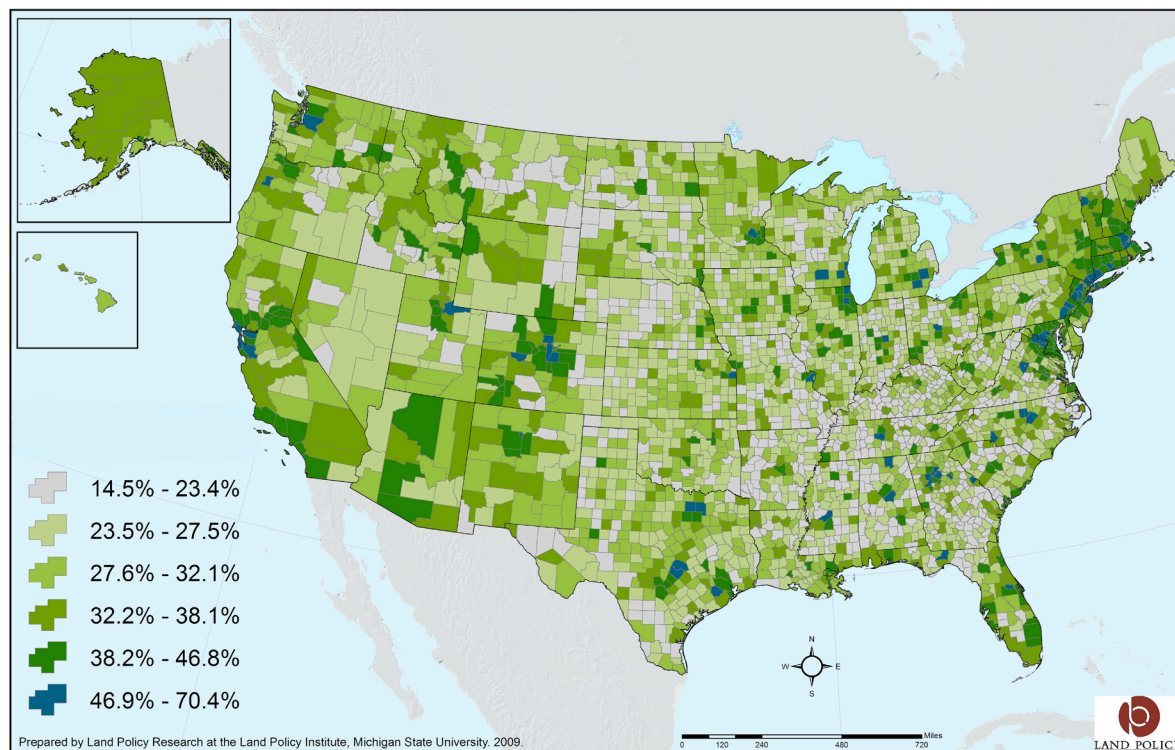 14.5% - 23.4%
23.5% - 27.5%
27.6% - 32.1%
32.2% - 38.1%
38.2% - 46.8%
46.9% - 70.4%
N
W E
S
Miles
0 120 240 480 720
Prepared by Land Policy Research at the Land Policy Institute, Michigan State University. 2009.
LAND POLICY